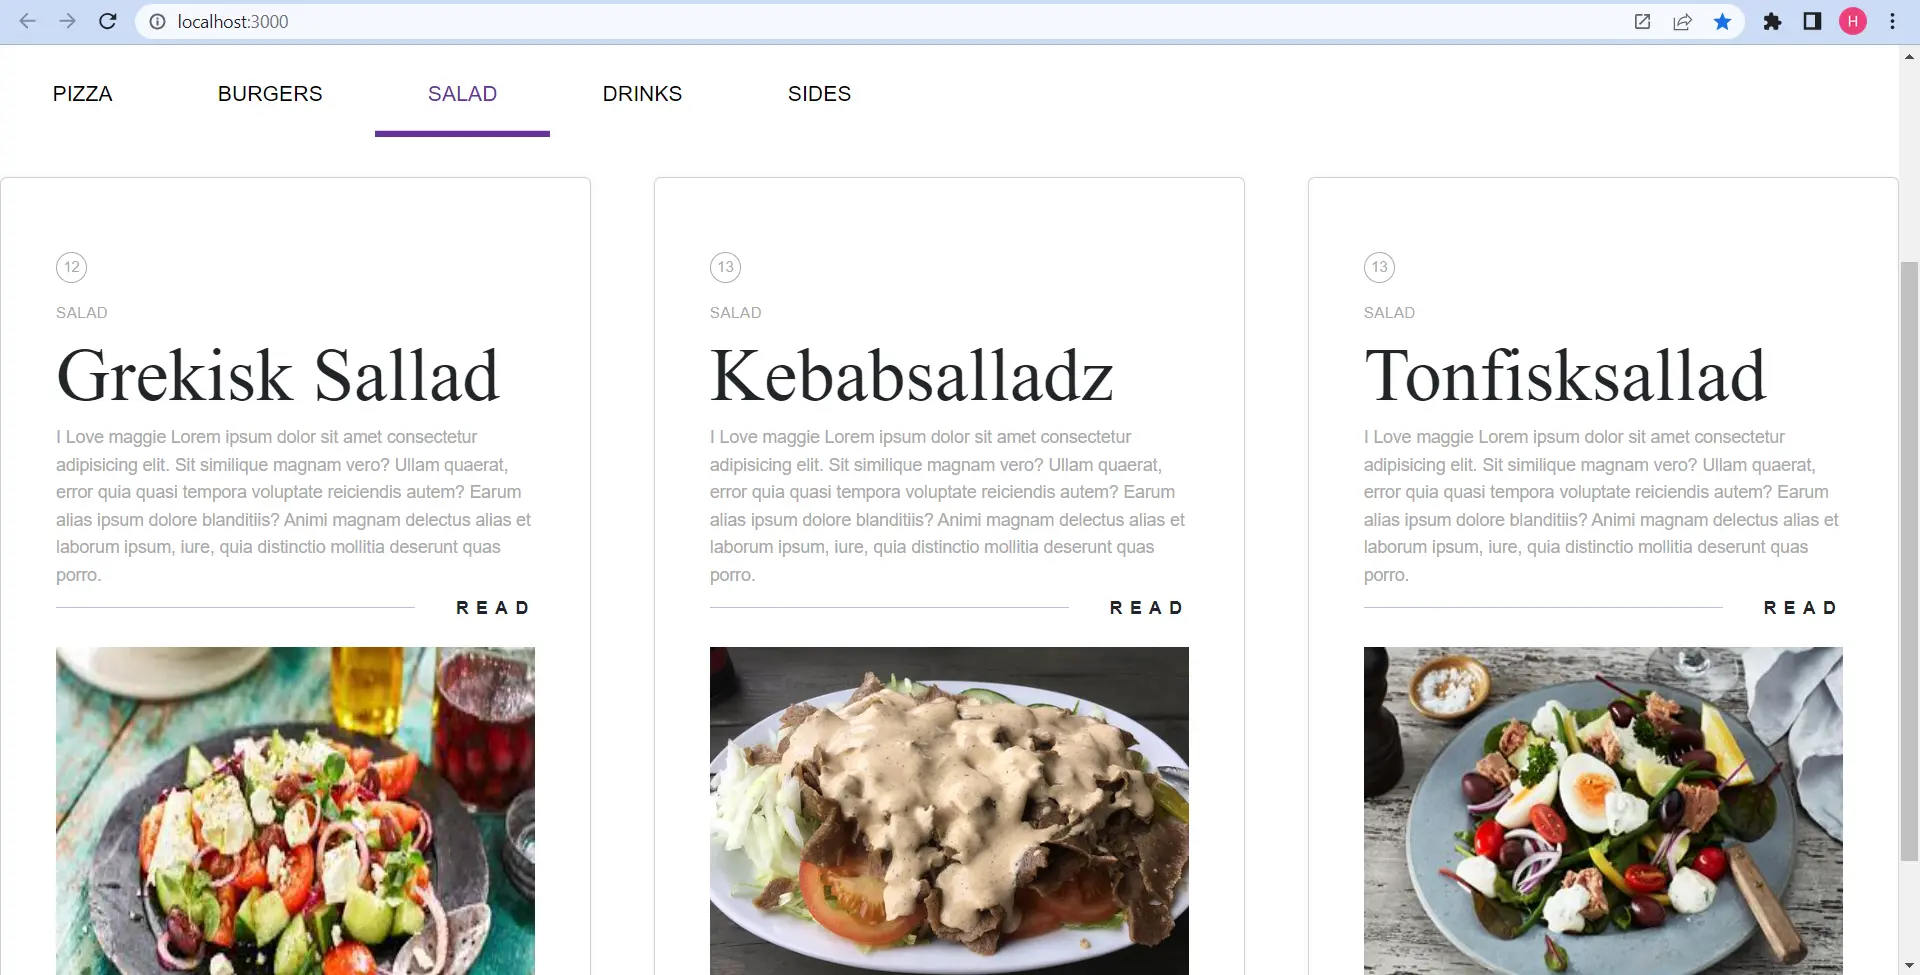 localhost:3000
H
PIZZA BURGERS SALAD DRINKS SIDES
12
SALAD
Grekisk Sallad
I Love maggie Lorem ipsum dolor sit amet consectetur
adipisicing elit. Sit similique magnam vero? Ullam quaerat,
error quia quasi tempora voluptate reiciendis autem? Earum
alias ipsum dolore blanditiis? Animi magnam delectus alias et
laborum ipsum, iure, quia distinctio mollitia deserunt quas
porro.
READ
13
SALAD
Kebabsalladz
I Love maggie Lorem ipsum dolor sit amet consectetur
adipisicing elit. Sit similique magnam vero? Ullam quaerat,
error quia quasi tempora voluptate reiciendis autem? Earum
alias ipsum dolore blanditiis? Animi magnam delectus alias et
laborum ipsum, iure, quia distinctio mollitia deserunt quas
porro.
READ
13
SALAD
Tonfisksallad
I Love maggie Lorem ipsum dolor sit amet consectetur
adipisicing elit. Sit similique magnam vero? Ullam quaerat,
error quia quasi tempora voluptate reiciendis autem? Earum
alias ipsum dolore blanditiis? Animi magnam delectus alias et
laborum ipsum, iure, quia distinctio mollitia deserunt quas
porro.
READ